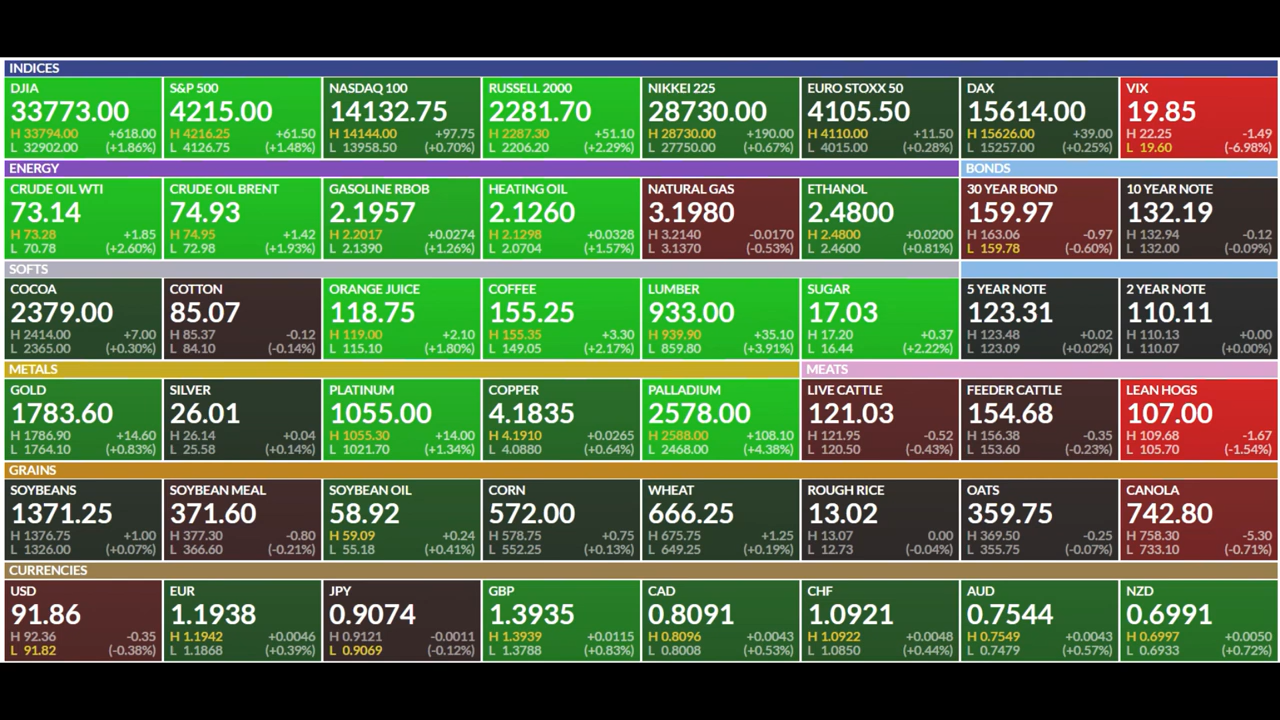 INDICES
DJIA
33773.00
H 33794.00 +618.00
L 32902.00 (+1.86%)
S&P 500
4215.00
H 4216.25 +61.50
L 4126.75 (+1.48%)
NASDAQ 100
14132.75
H 14144.00 +97.75
L 13958.50 (+0.70%)
RUSSELL 2000
2281.70
H 2287.30 +51.10
L 2206.20 (+2.29%)
NIKKEI 225
28730.00
H 28730.00 +190.00
L 27750.00 (+0.67%)
EURO STOXX 50
4105.50
H 4110.00 +11.50
L 4015.00 (+0.28%)
DAX
15614.00
H 15626.00 +39.00
L 15257.00 (+0.25%)
VIX
19.85
H 22.25 -1.49
L 19.60 (-6.98%)
ENERGY
BONDS
CRUDE OIL WTI
73.14
H 73.28 +1.85
L 70.78 (+2.60%)
CRUDE OIL BRENT
74.93
H 74.95 +1.42
L 72.98 (+1.93%)
GASOLINE RBOB
2.1957
H 2.2017 +0.0274
L 2.1390 (+1.26%)
HEATING OIL
2.1260
H 2.1298 +0.0328
L 2.0704 (+1.57%)
NATURAL GAS
3.1980
H 3.2140 -0.0170
L 3.1370 (-0.53%)
ETHANOL
2.4800
H 2.4800 +0.0200
L 2.4600 (+0.81%)
30 YEAR BOND
159.97
H 163.06 -0.97
L 159.78 (-0.60%)
10 YEAR NOTE
132.19
H 132.94 -0.12
L 132.00 (-0.09%)
SOFTS
COCOA
2379.00
H 2414.00 +7.00
L 2365.00 (+0.30%)
COTTON
85.07
H 85.37 -0.12
L 84.10 (-0.14%)
ORANGE JUICE
118.75
H 119.00 +2.10
L 115.10 (+1.80%)
COFFEE
155.25
H 155.35 +3.30
L 149.05 (+2.17%)
LUMBER
933.00
H 939.90 +35.10
L 859.80 (+3.91%)
SUGAR
17.03
H 17.20 +0.37
L 16.44 (+2.22%)
5 YEAR NOTE
123.31
H 123.48 +0.02
L 123.09 (+0.02%)
2 YEAR NOTE
110.11
H 110.13 +0.00
L 110.07 (+0.00%)
METALS
MEATS
GOLD
1783.60
H 1786.90 +14.60
L 1764.10 (+0.83%)
SILVER
26.01
H 26.14 +0.04
L 25.58 (+0.14%)
PLATINUM
1055.00
H 1055.30 +14.00
L 1021.70 (+1.34%)
COPPER
4.1835
H 4.1910 +0.0265
L 4.0880 (+0.64%)
PALLADIUM
2578.00
H 2588.00 +108.10
L 2468.00 (+4.38%)
LIVE CATTLE
121.03
H 121.95 -0.52
L 120.50 (-0.43%)
FEEDER CATTLE
154.68
H 156.38 -0.35
L 153.60 (-0.23%)
LEAN HOGS
107.00
H 109.68 -1.67
L 105.70 (-1.54%)
GRAINS
SOYBEANS
1371.25
H 1376.75 +1.00
L 1326.00 (+0.07%)
SOYBEAN MEAL
371.60
H 377.30 -0.80
L 366.60 (-0.21%)
SOYBEAN OIL
58.92
H 59.09 +0.24
L 55.18 (+0.41%)
CORN
572.00
H 578.75 +0.75
L 552.25 (+0.13%)
WHEAT
666.25
H 675.75 +1.25
L 649.25 (+0.19%)
ROUGH RICE
13.02
H 13.07 0.00
L 12.73 (-0.04%)
OATS
359.75
H 369.50 -0.25
L 355.75 (-0.07%)
CANOLA
742.80
H 758.30 -5.30
L 733.10 (-0.71%)
CURRENCIES
USD
91.86
H 92.36 -0.35
L 91.82 (-0.38%)
EUR
1.1938
H 1.1942 +0.0046
L 1.1868 (+0.39%)
JPY
0.9074
H 0.9121 -0.0011
L 0.9069 (-0.12%)
GBP
1.3935
H 1.3939 +0.0115
L 1.3788 (+0.83%)
CAD
0.8091
H 0.8096 +0.0043
L 0.8008 (+0.53%)
CHF
1.0921
H 1.0922 +0.0048
L 1.0850 (+0.44%)
AUD
0.7544
H 0.7549 +0.0043
L 0.7479 (+0.57%)
NZD
0.6991
H 0.6997 +0.0050
L 0.6933 (+0.72%)